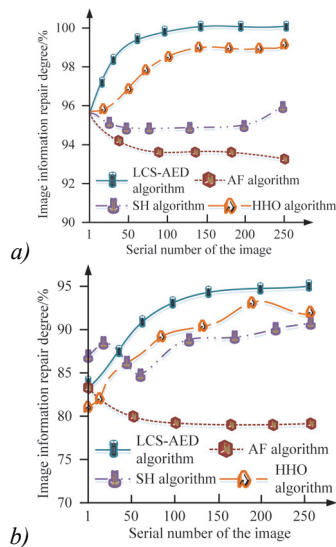 Image information repair degree/%
100
98
96
94
92
90
LCS-AED algorithm
AF algorithm
SH algorithm
HHO algorithm
1 50 100 150 200 250
Serial number of the image
a)
Image information repair degree/%
95
90
85
80
75
70
LCS-AED algorithm
AF algorithm
SH algorithm
HHO algorithm
1 50 100 150 200 250
Serial number of the image
b)